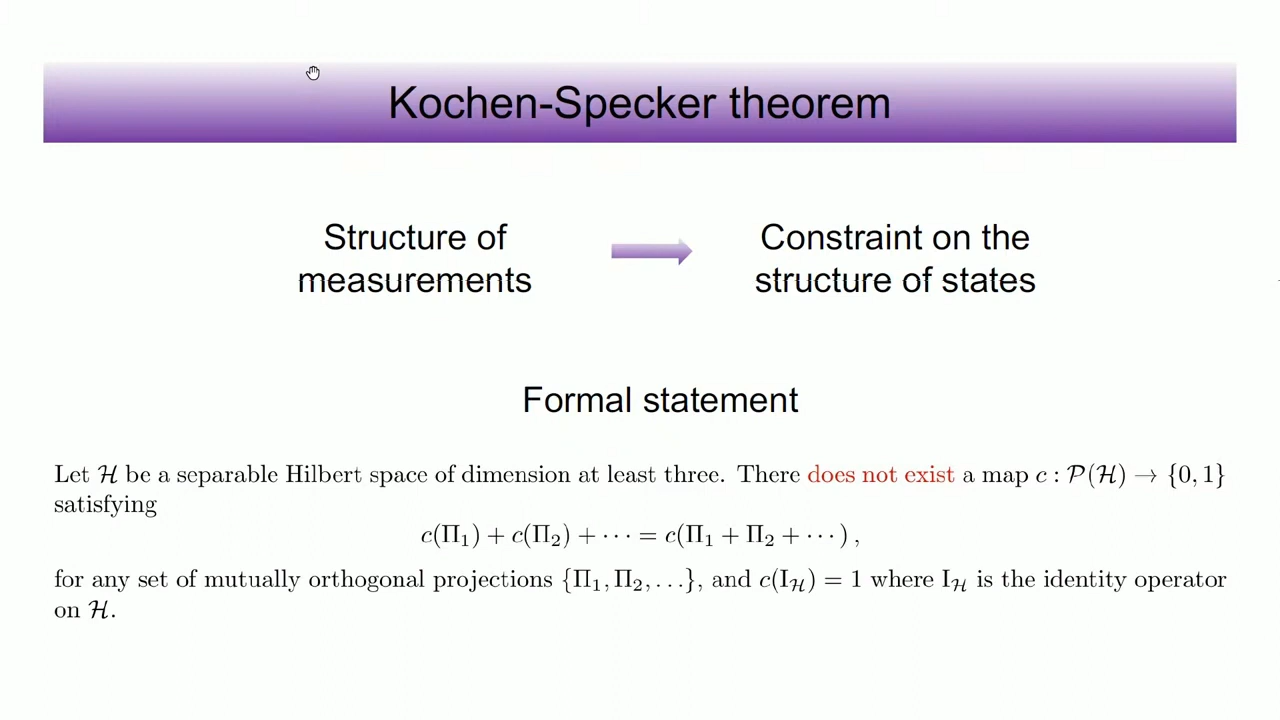 Kochen-Specker theorem
Structure of
measurements
Constraint on the
structure of states
Formal statement
Let ℋ be a separable Hilbert space of dimension at least three. There does not exist a map c : 𝒫(ℋ) → {0, 1}
satisfying
c(Π₁) + c(Π₂) + ⋯ = c(Π₁ + Π₂ + ⋯) ,
for any set of mutually orthogonal projections {Π₁, Π₂, …}, and c(I_ℋ) = 1 where I_ℋ is the identity operator
on ℋ.